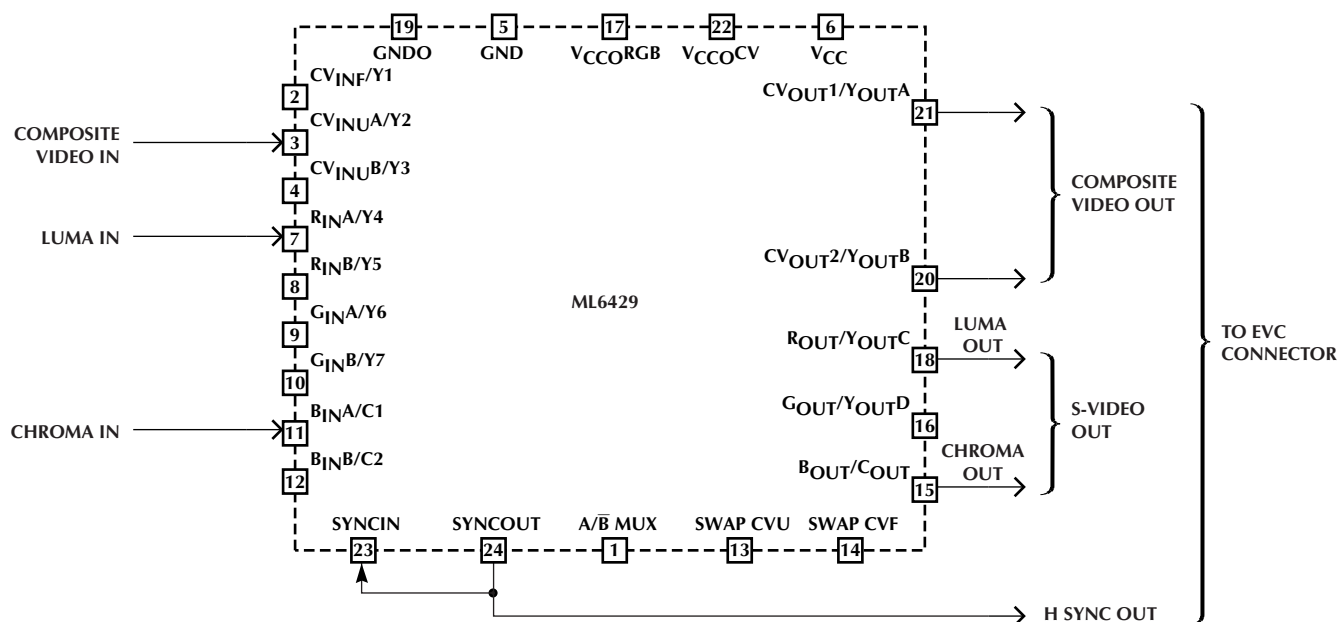 19 5 17 22 6
GNDO GND VCCORGB VCCOCV VCC
CVINF/Y1
2
CVOUT1/YOUTA
21
CVINUA/Y2
COMPOSITE
VIDEO IN
3
CVINUB/Y3
4
COMPOSITE
VIDEO OUT
RINA/Y4
LUMA IN
7
RINB/Y5
8
CVOUT2/YOUTB
20
ML6429
GINA/Y6
9
ROUT/YOUTC
18
LUMA
OUT
TO EVC
CONNECTOR
GINB/Y7
10
GOUT/YOUTD
16
S-VIDEO
OUT
BINA/C1
CHROMA IN
11
BINB/C2
12
BOUT/COUT
15
CHROMA
OUT
SYNCIN SYNCOUT A/B̅ MUX SWAP CVU SWAP CVF
23 24 1 13 14
H SYNC OUT